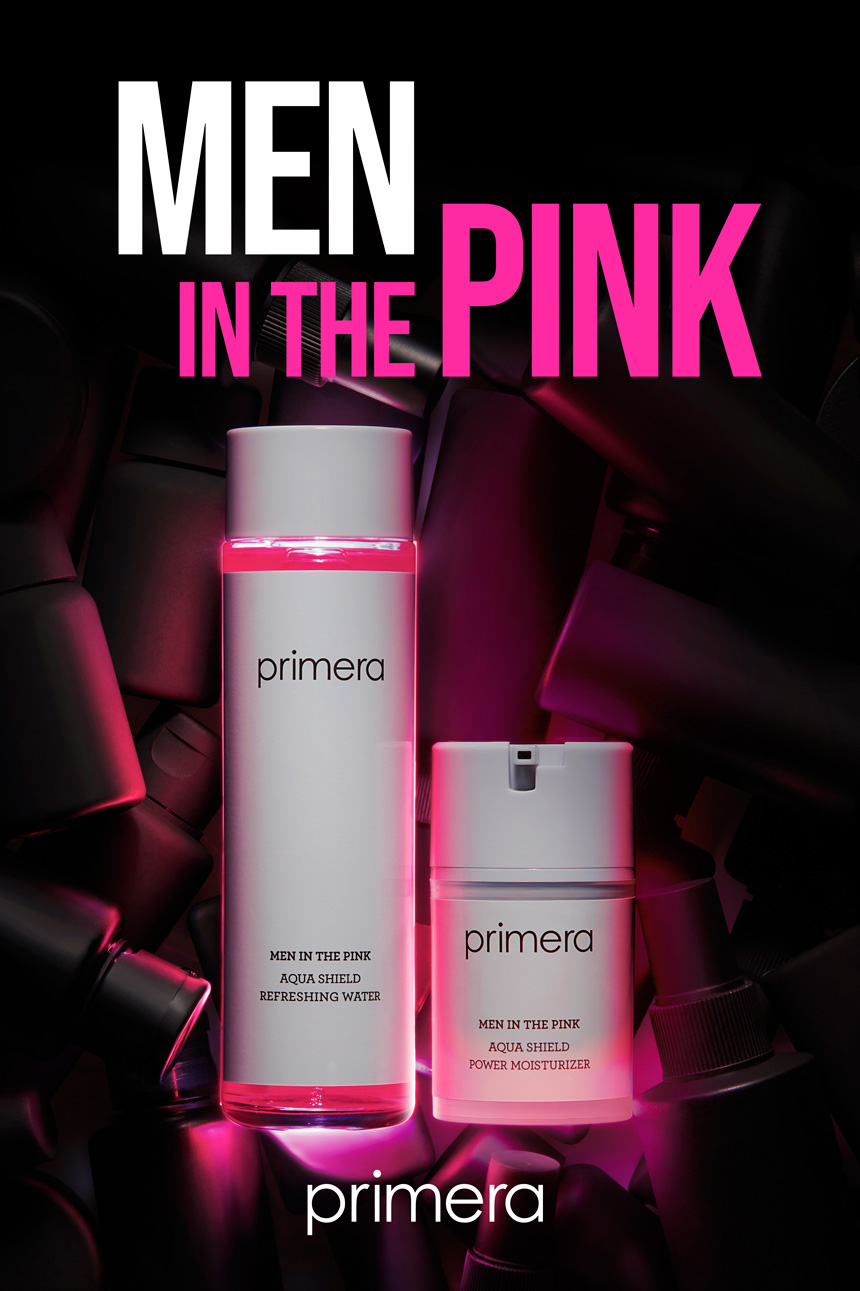 MEN
IN THE PINK
primera
MEN IN THE PINK
AQUA SHIELD
REFRESHING WATER
primera
MEN IN THE PINK
AQUA SHIELD
POWER MOISTURIZER
primera